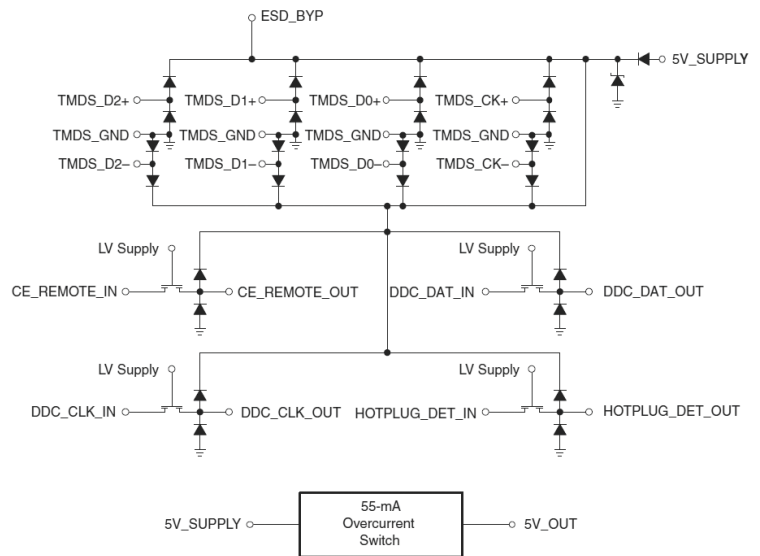 ESD_BYP
5V_SUPPLY
TMDS_D2+
TMDS_D1+
TMDS_D0+
TMDS_CK+
TMDS_GND
TMDS_GND
TMDS_GND
TMDS_GND
TMDS_D2–
TMDS_D1–
TMDS_D0–
TMDS_CK–
LV Supply
LV Supply
CE_REMOTE_IN
CE_REMOTE_OUT
DDC_DAT_IN
DDC_DAT_OUT
LV Supply
LV Supply
DDC_CLK_IN
DDC_CLK_OUT
HOTPLUG_DET_IN
HOTPLUG_DET_OUT
5V_SUPPLY
55-mA
Overcurrent
Switch
5V_OUT